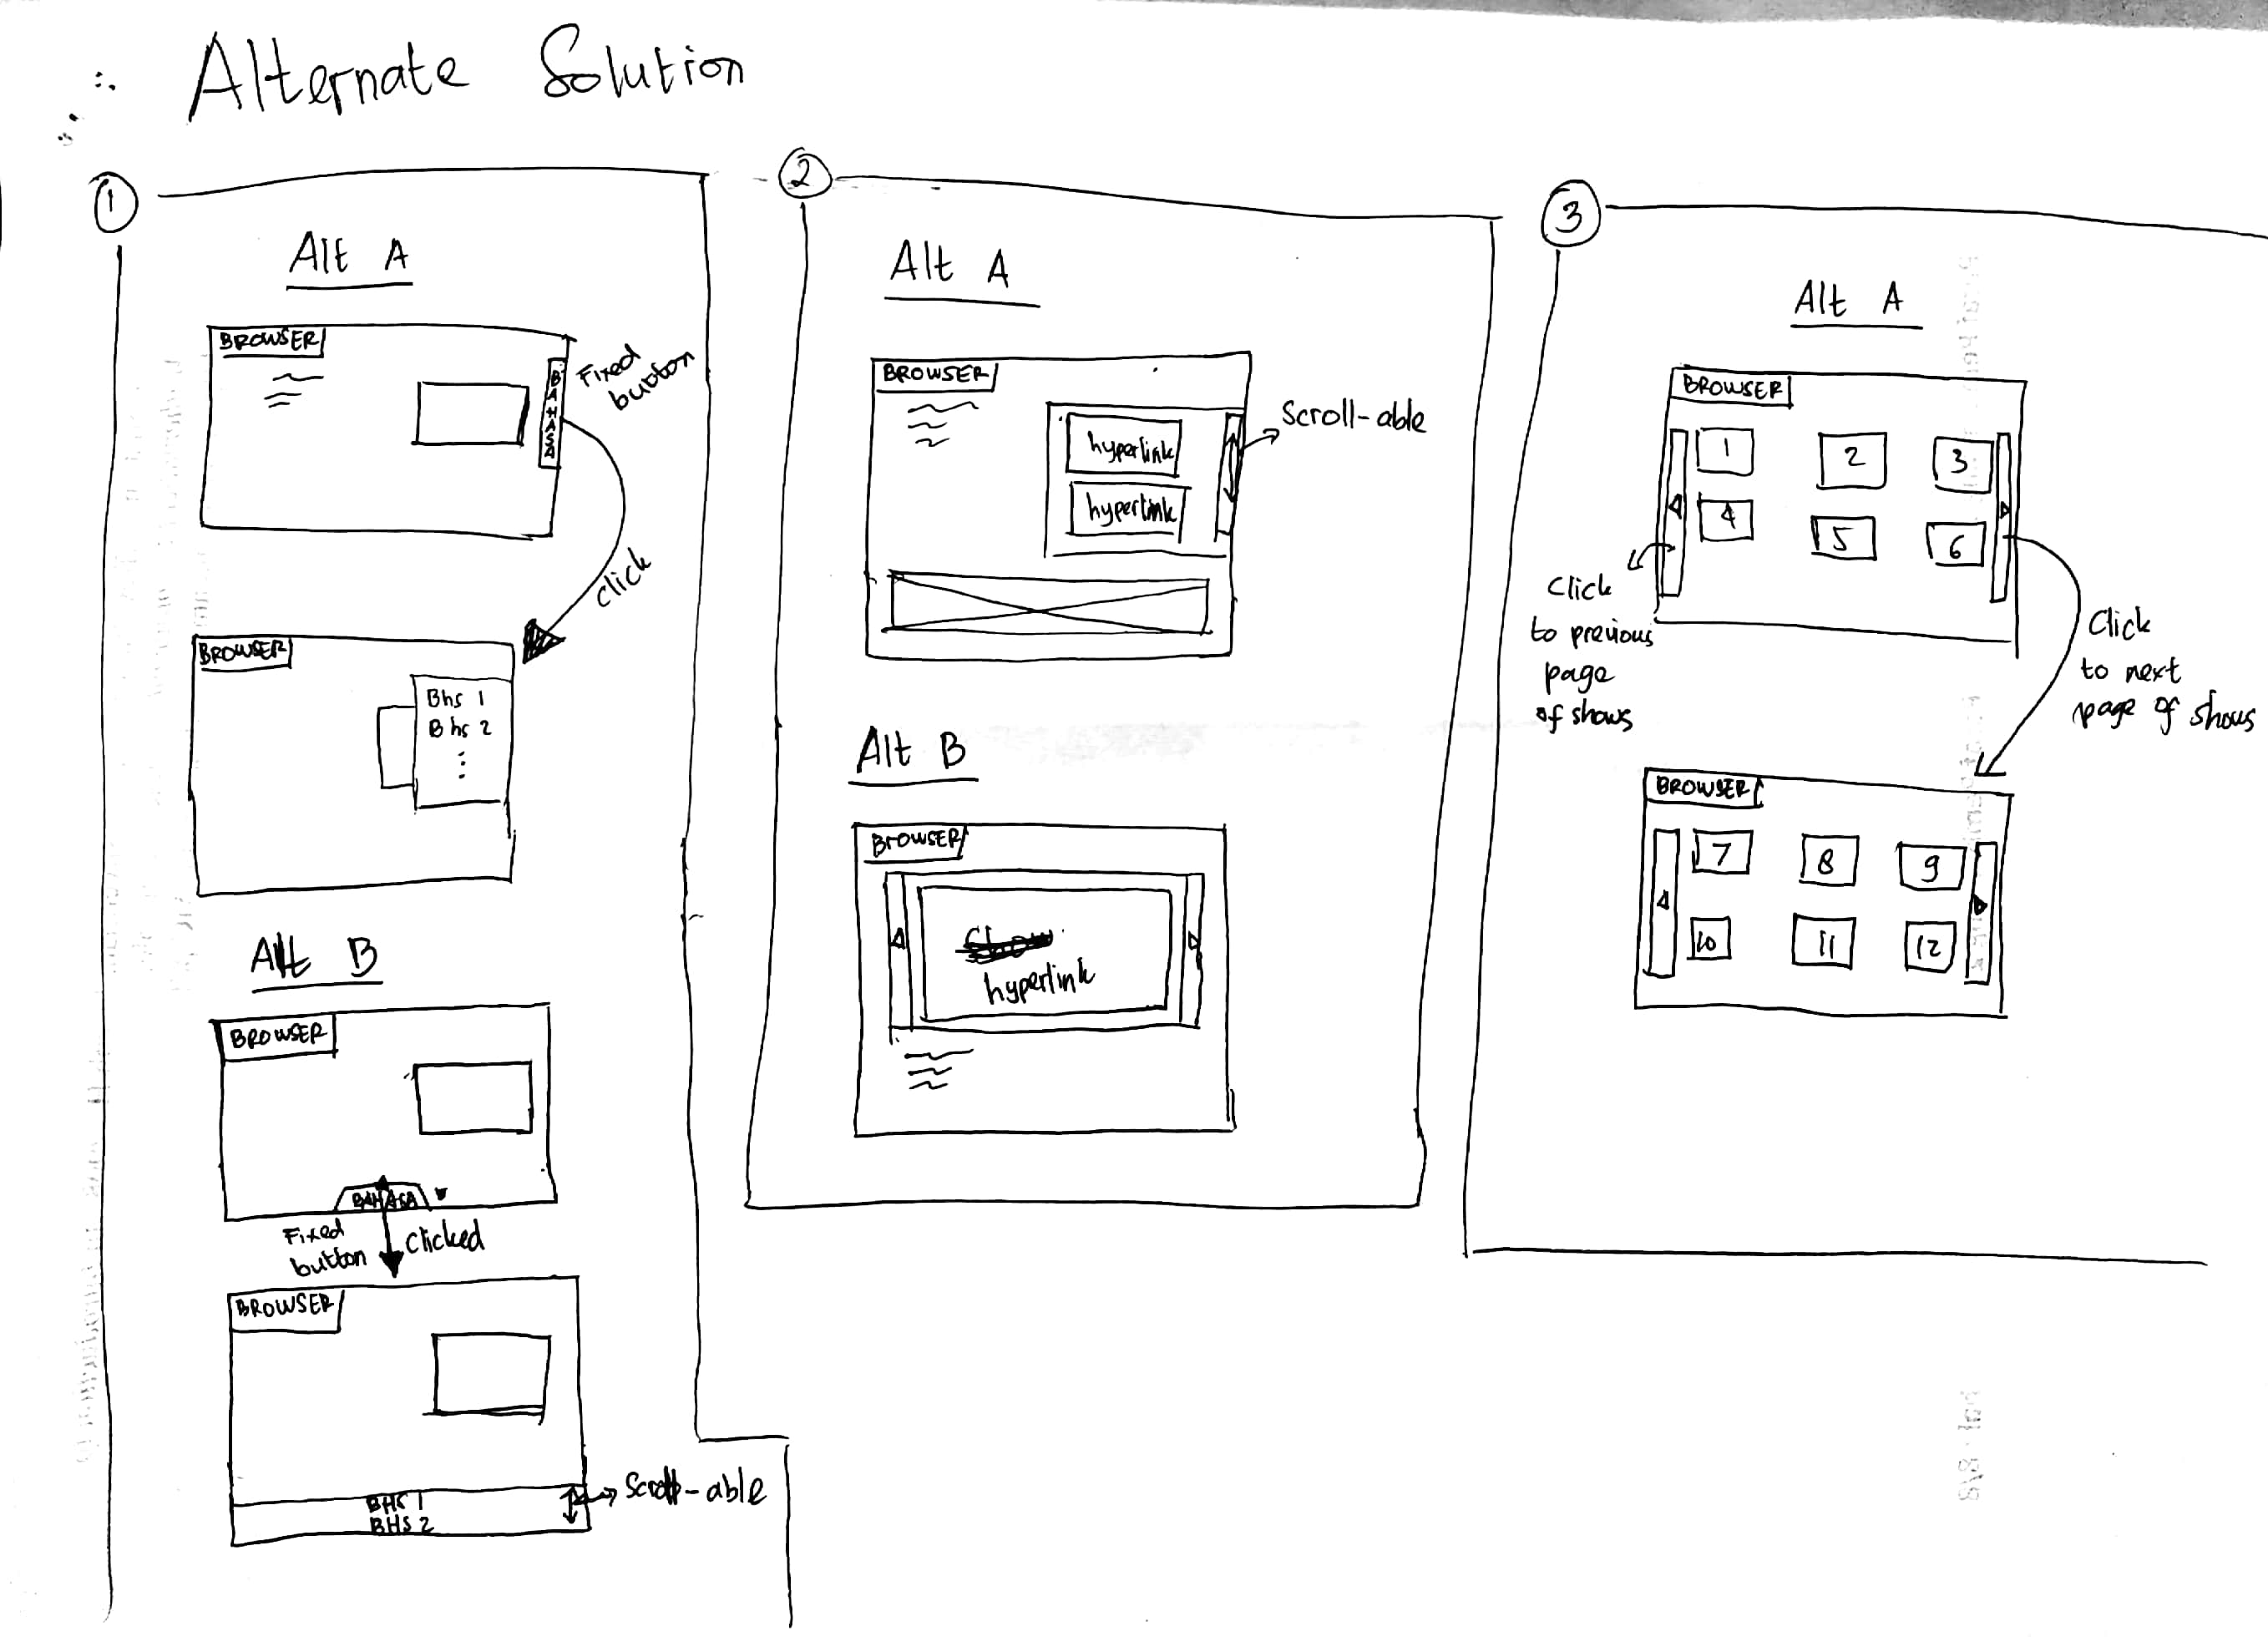 Alternate Solution
1
Alt A
BROWSER
BAHASA
Fixed
button
click
BROWSER
Bhs 1
Bhs 2
Alt B
BROWSER
BAHASA
Fixed
button
clicked
BROWSER
BHS 1
BHS 2
Scroll-able
2
Alt A
BROWSER
hyperlink
hyperlink
Scroll-able
Alt B
BROWSER
hyperlink
3
Alt A
BROWSER
1 2 3
4 5 6
Click
to previous
page
of shows
Click
to next
page of shows
BROWSER
7 8 9
10 11 12